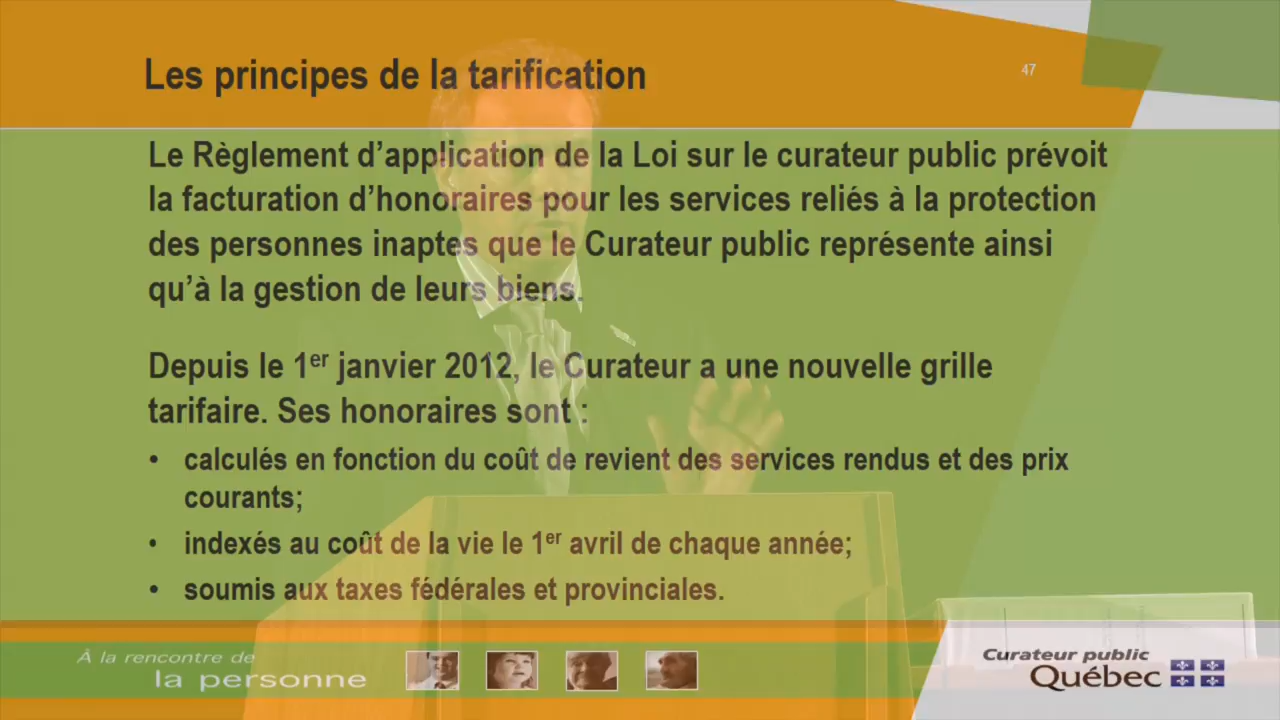 Les principes de la tarification
47
Le Règlement d’application de la Loi sur le curateur public prévoit
la facturation d’honoraires pour les services reliés à la protection
des personnes inaptes que le Curateur public représente ainsi
qu’à la gestion de leurs biens.
Depuis le 1er janvier 2012, le Curateur a une nouvelle grille
tarifaire. Ses honoraires sont :
• calculés en fonction du coût de revient des services rendus et des prix
courants;
• indexés au coût de la vie le 1er avril de chaque année;
• soumis aux taxes fédérales et provinciales.
À la rencontre de
la personne
Curateur public
Québec